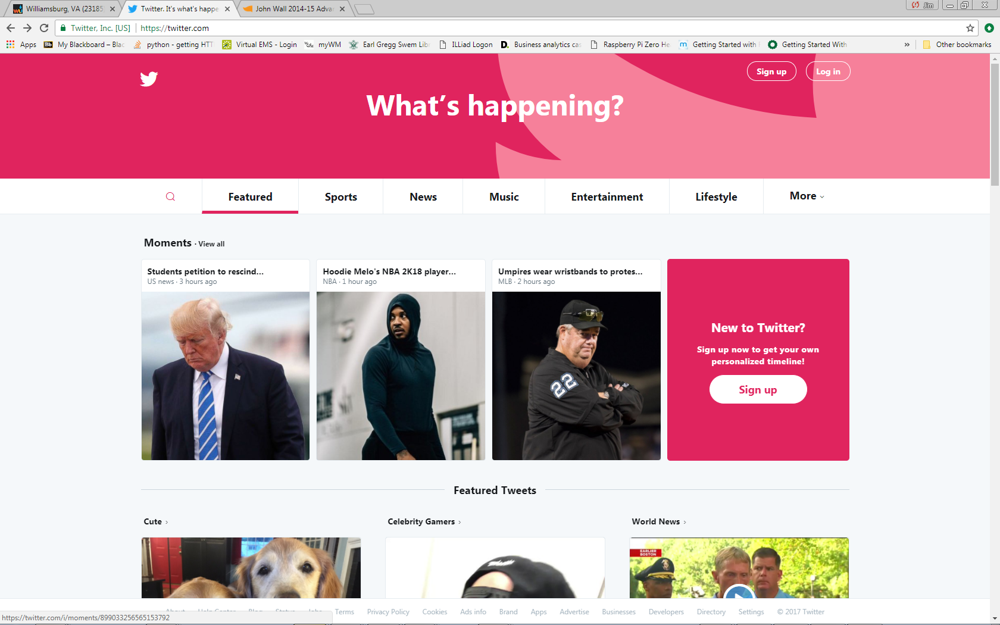 Williamsburg, VA (23185)
Twitter. It's what's happe
John Wall 2014-15 Adva
Jim
Twitter, Inc. [US] https://twitter.com
Apps
Bb My Blackboard – Blac
python - getting HTT
Virtual EMS - Login
W&M myWM
Earl Gregg Swem Libr
ILLiad Logon
D. Business analytics cas
Raspberry Pi Zero He
m Getting Started with
Getting Started With
» Other bookmarks
Sign up
Log in
What's happening?
Featured
Sports
News
Music
Entertainment
Lifestyle
More
Moments · View all
Students petition to rescind...
US news · 3 hours ago
Hoodie Melo's NBA 2K18 player...
NBA · 1 hour ago
Umpires wear wristbands to protes...
MLB · 2 hours ago
22
New to Twitter?
Sign up now to get your own
personalized timeline!
Sign up
Featured Tweets
Cute ›
Celebrity Gamers ›
World News ›
EARLIER
BOSTON
About
Help Center
Blog
Status
Jobs
Terms
Privacy Policy
Cookies
Ads info
Brand
Apps
Advertise
Businesses
Developers
Directory
Settings
© 2017 Twitter
https://twitter.com/i/moments/899033256565153792